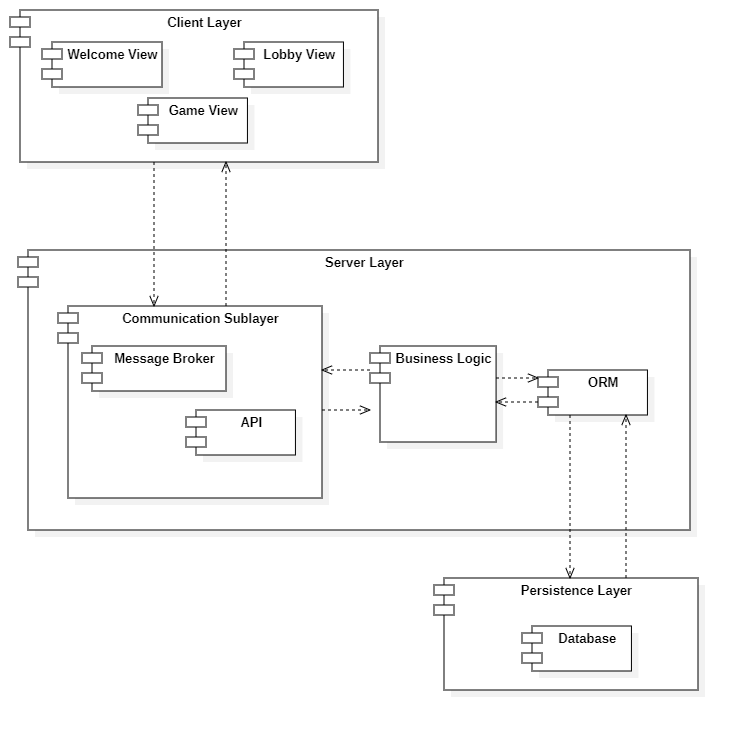 Client Layer
Welcome View
Lobby View
Game View
Server Layer
Communication Sublayer
Message Broker
Business Logic
ORM
API
Persistence Layer
Database